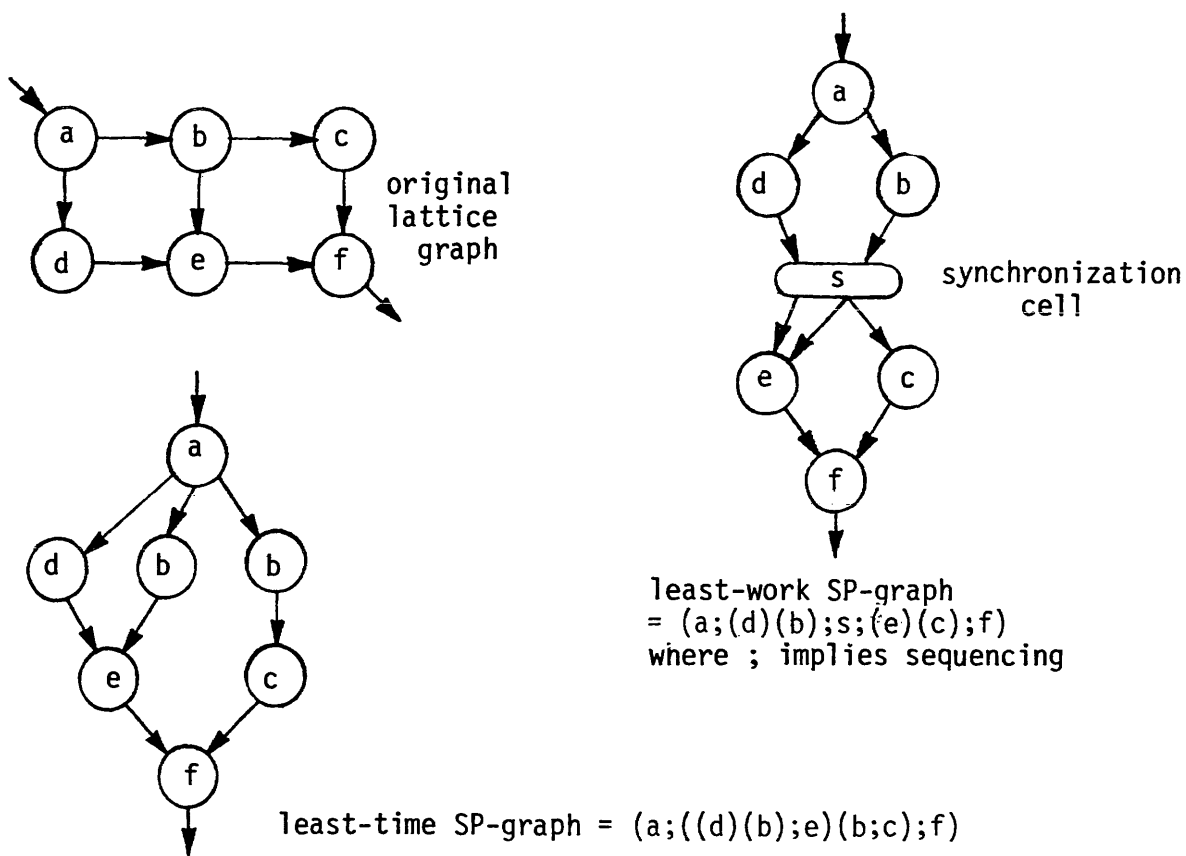 a
b
c
d
e
f
original
lattice
graph
a
d
b
s
synchronization
cell
e
c
f
least-work SP-graph
= (a;(d)(b);s;(e)(c);f)
where ; implies sequencing
a
d
b
b
e
c
f
least-time SP-graph = (a;((d)(b);e)(b;c);f)